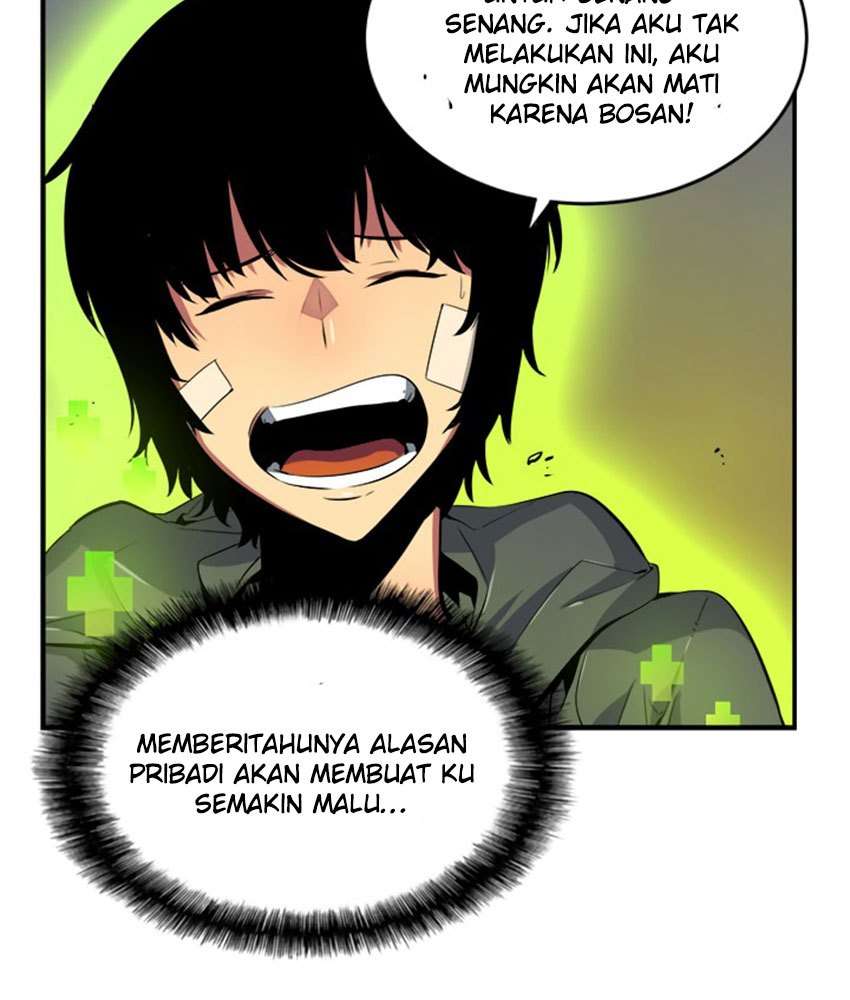 SENANG. JIKA AKU TAK
MELAKUKAN INI, AKU
MUNGKIN AKAN MATI
KARENA BOSAN!
MEMBERITAHUNYA ALASAN
PRIBADI AKAN MEMBUAT KU
SEMAKIN MALU...